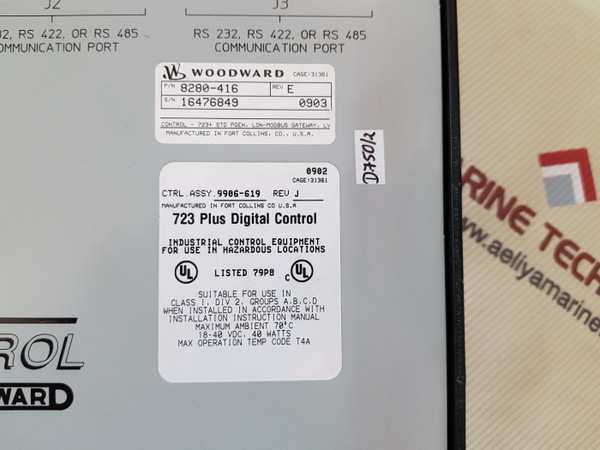 J2
J3
32, RS 422, OR RS 485
COMMUNICATION PORT
RS 232, RS 422, OR RS 485
COMMUNICATION PORT
WOODWARD CAGE:31361
P/N 8280-416 REV E
S/N 16476849 0903
CONTROL - 723+ STD PGEN, LON-MODBUS GATEWAY, LV
MANUFACTURED IN FORT COLLINS, CO., U.S.A.
D750/2
0902
CAGE:31361
CTRL.ASSY.9906-619 REV J
MANUFACTURED IN FORT COLLINS CO U.S.A
723 Plus Digital Control
INDUSTRIAL CONTROL EQUIPMENT
FOR USE IN HAZARDOUS LOCATIONS
UL LISTED 79P8 C UL
SUITABLE FOR USE IN
CLASS I, DIV 2, GROUPS A,B,C,D
WHEN INSTALLED IN ACCORDANCE WITH
INSTALLATION INSTRUCTION MANUAL
MAXIMUM AMBIENT 70°C
18-40 VDC, 40 WATTS
MAX OPERATION TEMP CODE T4A
ROL
WARD
RINE TECH
www.aeliyamarine